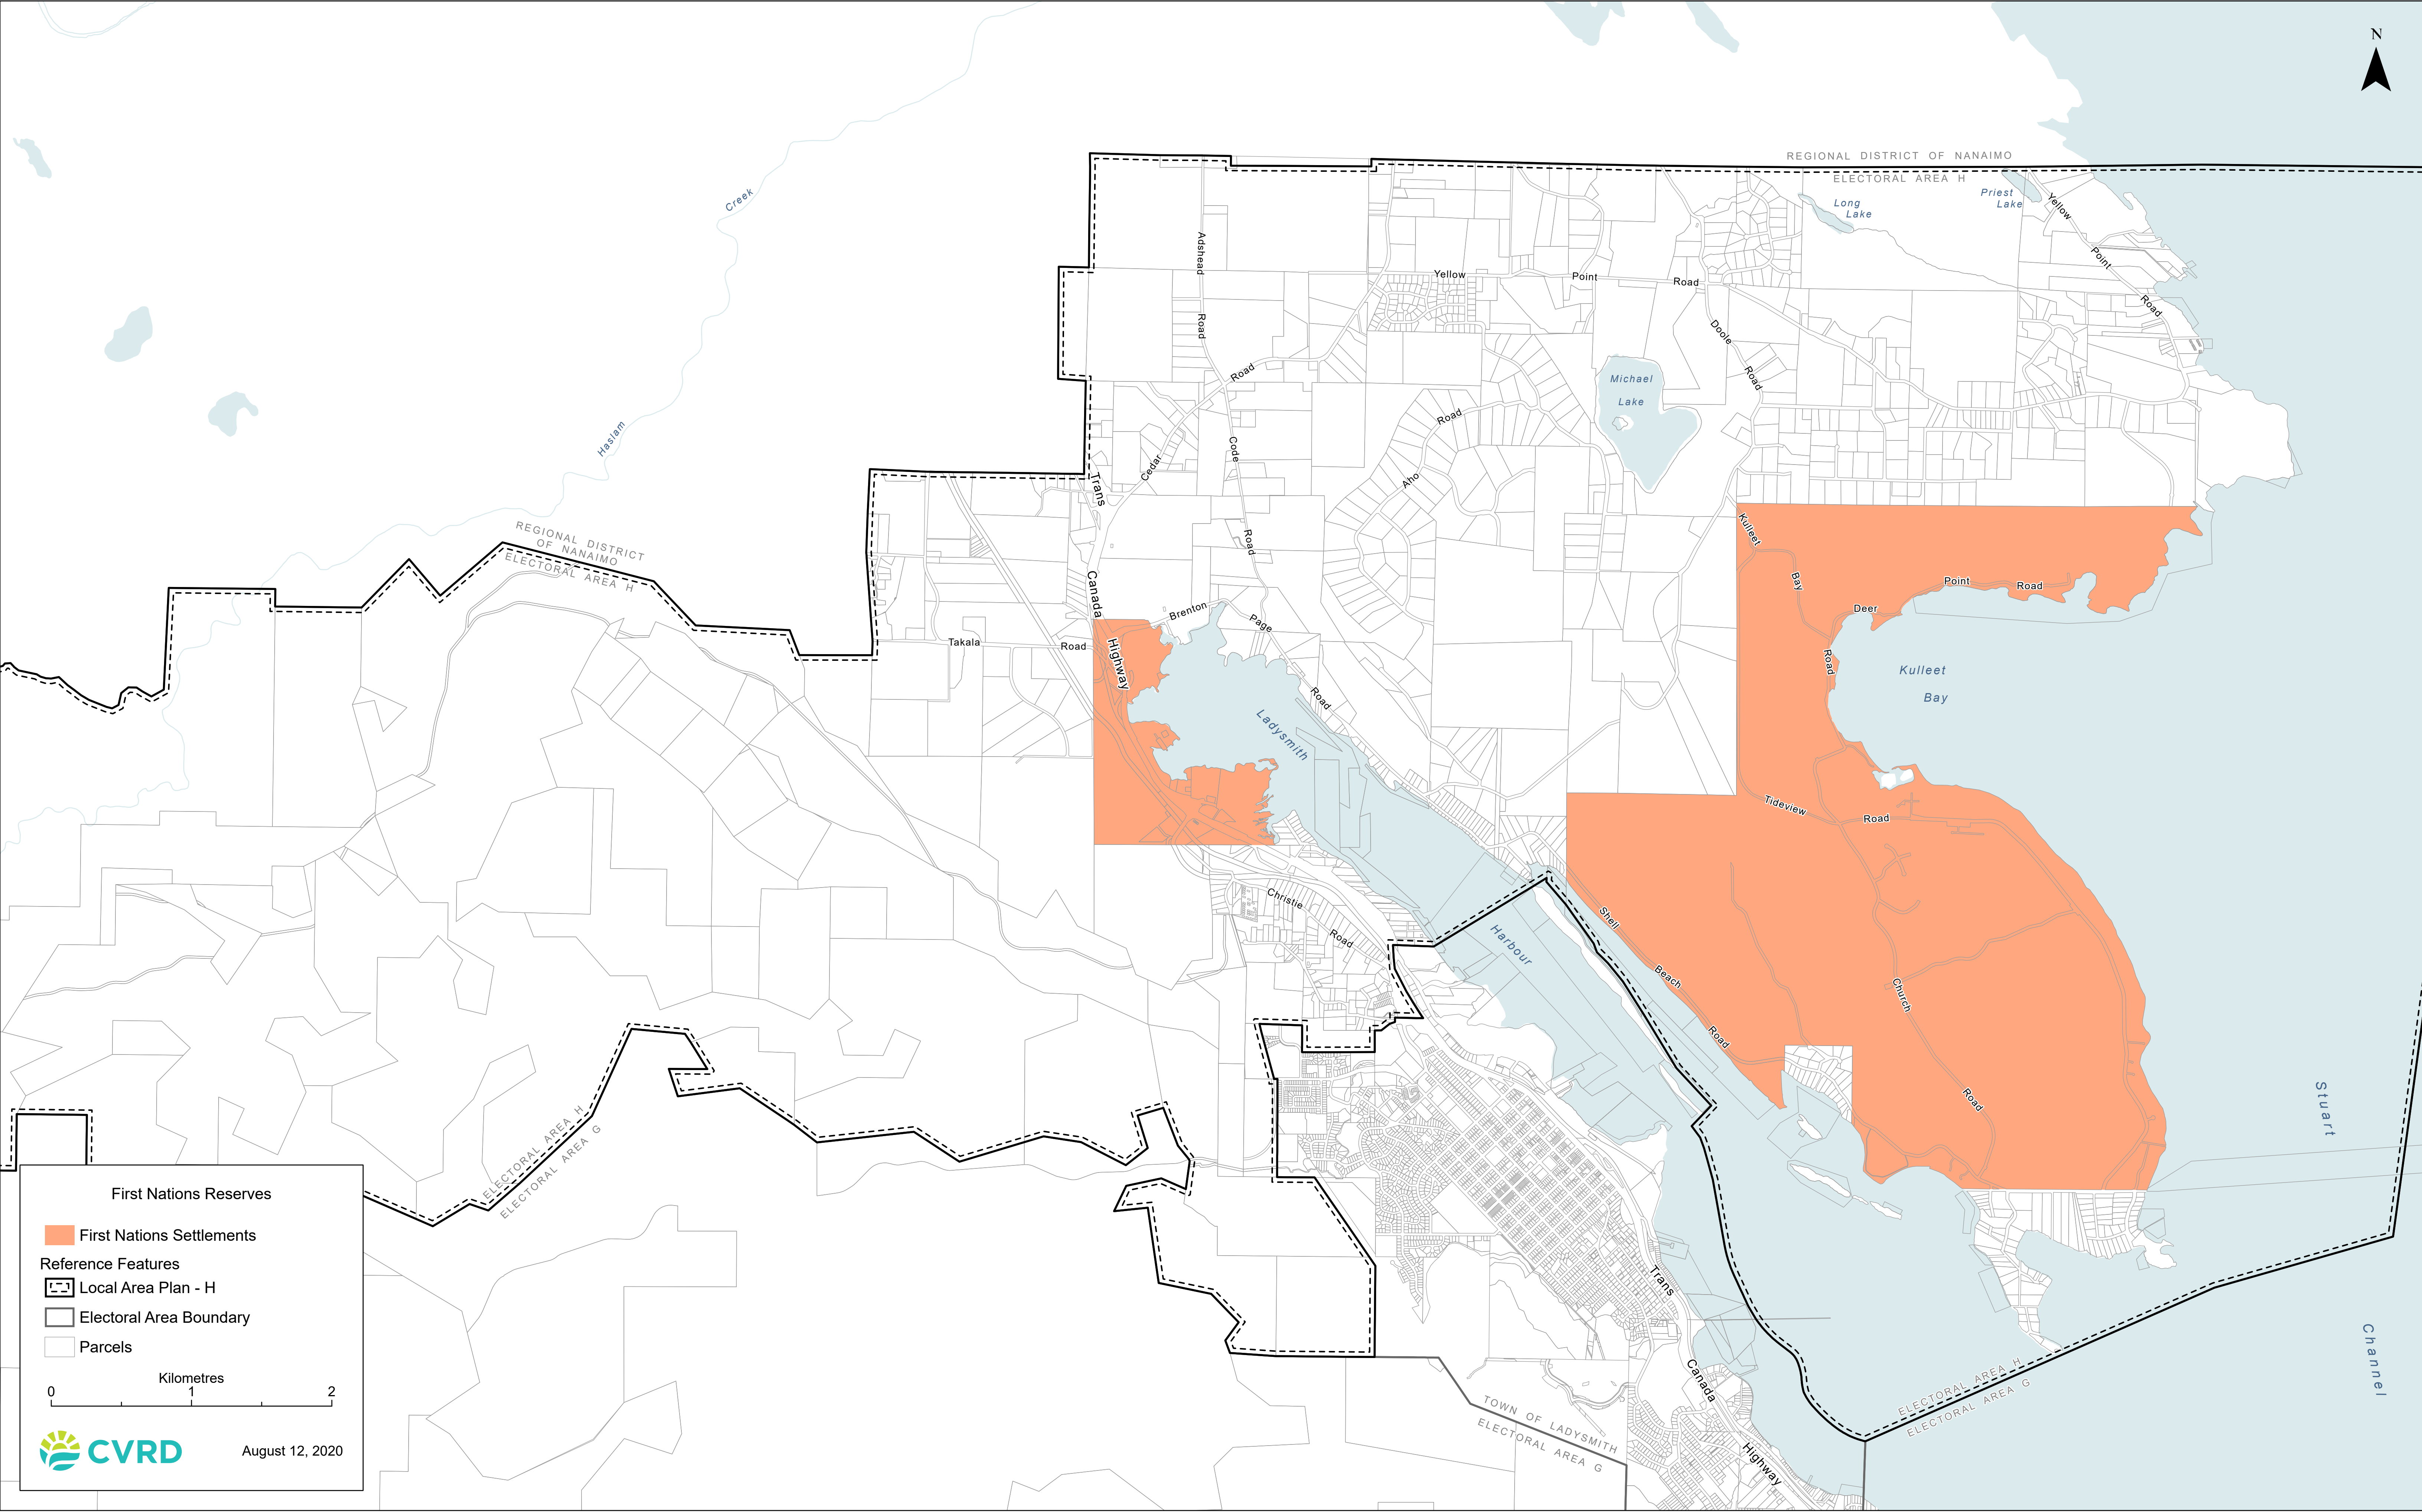 N
REGIONAL DISTRICT OF NANAIMO
ELECTORAL AREA H
Priest
Lake
Long
Lake
Yellow
Point
Road
Creek
Adshead
Road
Yellow
Point
Road
Doole
Road
Michael
Lake
Road
Cedar
Code
Road
Road
Aho
Haslam
Trans
Canada
Highway
REGIONAL DISTRICT
OF NANAIMO
ELECTORAL AREA H
Kulleet
Bay
Road
Deer
Point
Road
Kulleet
Bay
Brenton
Page
Road
Takala
Road
Ladysmith
Harbour
Tideview
Road
Christie
Road
Shell
Beach
Road
Church
Road
Stuart
Channel
ELECTORAL AREA H
ELECTORAL AREA G
Trans
Canada
Highway
ELECTORAL AREA H
ELECTORAL AREA G
TOWN OF LADYSMITH
ELECTORAL AREA G
First Nations Reserves
First Nations Settlements
Reference Features
Local Area Plan - H
Electoral Area Boundary
Parcels
Kilometres
0 1 2
CVRD
August 12, 2020